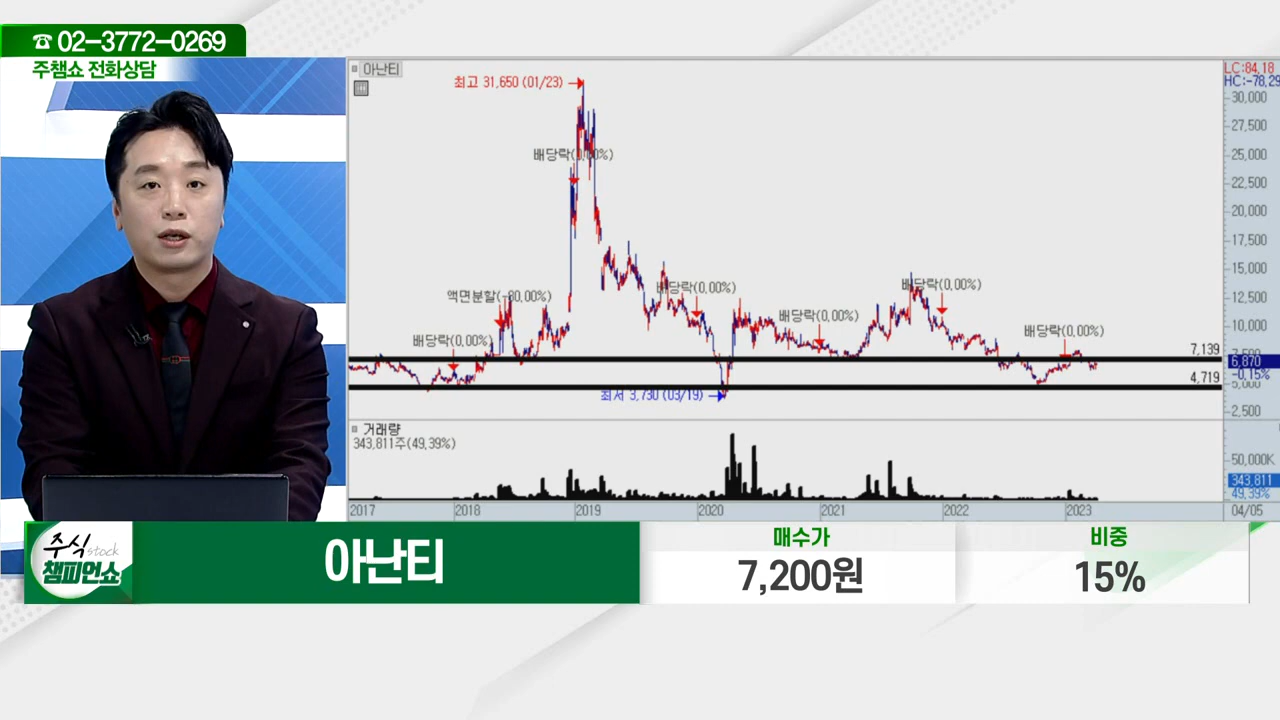 ☎ 02-3772-0269
주챔쇼 전화상담
아난티
최고 31,650 (01/23)
배당락(0,00%)
액면분할(-80,00%)
배당락(0,00%)
배당락(0,00%)
배당락(0,00%)
배당락(0,00%)
배당락(0,00%)
최저 3,730 (03/19)
7,139
4,719
LC:84,18
HC:-78,29
30,000
27,500
25,000
22,500
20,000
17,500
15,000
12,500
10,000
7,500
6,870
-0,15%
5,000
2,500
거래량
343,811주(49,39%)
50,000K
343,811
49,39%
2017
2018
2019
2020
2021
2022
2023
04/05
주식 stock
챔피언쇼
아난티
매수가
7,200원
비중
15%